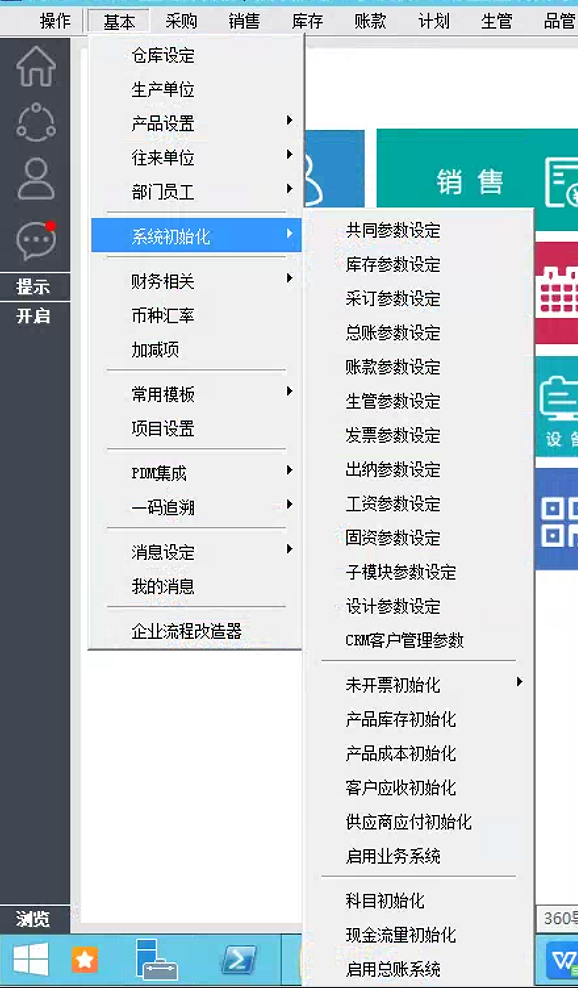 操作 基本 采购 销售 库存 账款 计划 生管 品管
仓库设定
生产单位
产品设置
往来单位
部门员工
系统初始化
财务相关
币种汇率
加减项
常用模板
项目设置
PDM集成
一码追溯
消息设定
我的消息
企业流程改造器
共同参数设定
库存参数设定
采订参数设定
总账参数设定
账款参数设定
生管参数设定
发票参数设定
出纳参数设定
工资参数设定
固资参数设定
子模块参数设定
设计参数设定
CRM客户管理参数
未开票初始化
产品库存初始化
产品成本初始化
客户应收初始化
供应商应付初始化
启用业务系统
科目初始化
现金流量初始化
启用总账系统
提示
开启
浏览
销售
设
360